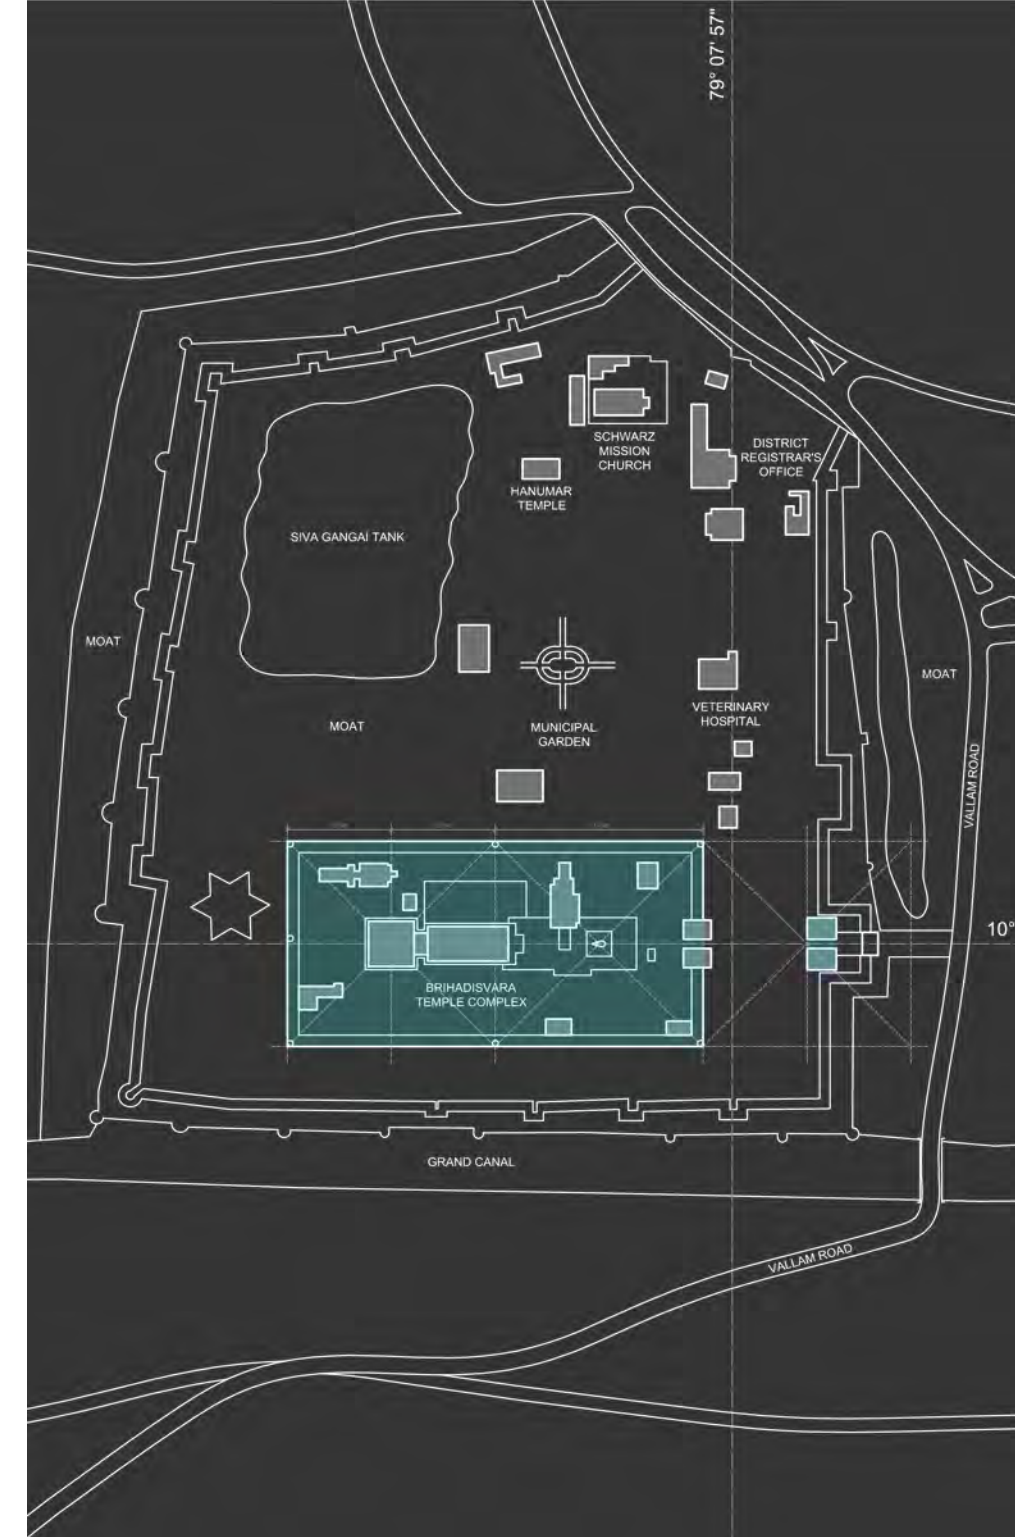 79° 07' 57"
SCHWARZ
MISSION
CHURCH
DISTRICT
REGISTRAR'S
OFFICE
HANUMAR
TEMPLE
SIVA GANGAI TANK
MOAT
MOAT
VETERINARY
HOSPITAL
MOAT
MUNICIPAL
GARDEN
VALLAM ROAD
10°
BRIHADISVARA
TEMPLE COMPLEX
GRAND CANAL
VALLAM ROAD